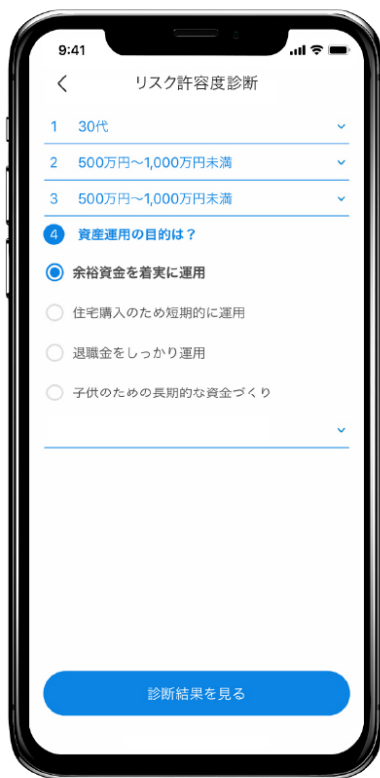 9:41
リスク許容度診断
1 30代
2 500万円〜1,000万円未満
3 500万円〜1,000万円未満
4 資産運用の目的は？
余裕資金を着実に運用
住宅購入のため短期的に運用
退職金をしっかり運用
子供のための長期的な資金づくり
診断結果を見る